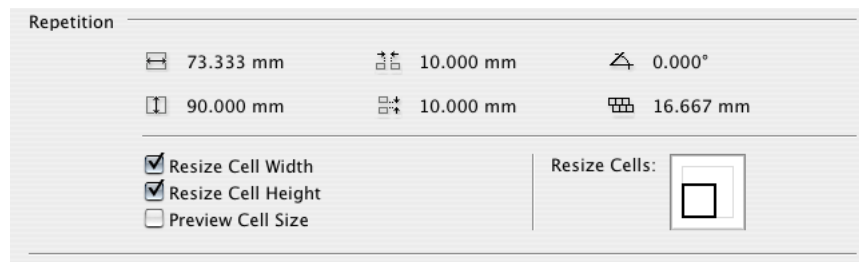 Repetition
73.333 mm 10.000 mm 0.000°
90.000 mm 10.000 mm 16.667 mm
Resize Cell Width Resize Cells:
Resize Cell Height
Preview Cell Size